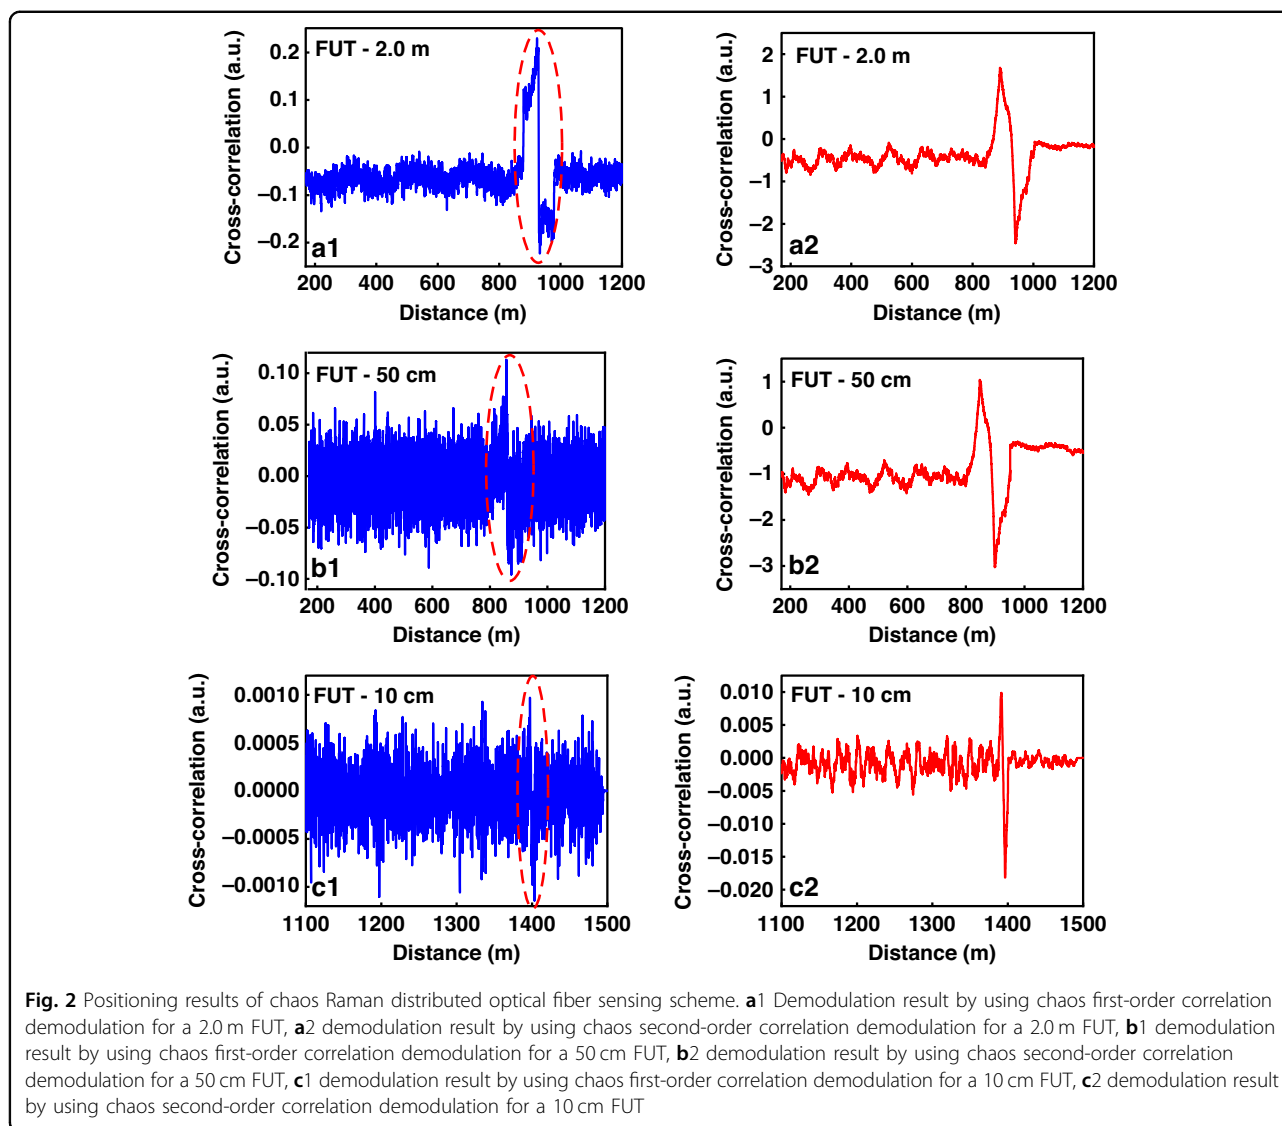 FUT - 2.0 m
Cross-correlation (a.u.)
0.2
0.1
0.0
−0.1
−0.2
a1
200 400 600 800 1000 1200
Distance (m)
FUT - 2.0 m
Cross-correlation (a.u.)
2
1
0
−1
−2
−3
a2
200 400 600 800 1000 1200
Distance (m)
FUT - 50 cm
Cross-correlation (a.u.)
0.10
0.05
0.00
−0.05
−0.10
b1
200 400 600 800 1000 1200
Distance (m)
FUT - 50 cm
Cross-correlation (a.u.)
1
0
−1
−2
−3
b2
200 400 600 800 1000 1200
Distance (m)
FUT - 10 cm
Cross-correlation (a.u.)
0.0010
0.0005
0.0000
−0.0005
−0.0010
c1
1100 1200 1300 1400 1500
Distance (m)
FUT - 10 cm
Cross-correlation (a.u.)
0.010
0.005
0.000
−0.005
−0.010
−0.015
−0.020
c2
1100 1200 1300 1400 1500
Distance (m)
Fig. 2 Positioning results of chaos Raman distributed optical fiber sensing scheme. a1 Demodulation result by using chaos first-order correlation
demodulation for a 2.0 m FUT, a2 demodulation result by using chaos second-order correlation demodulation for a 2.0 m FUT, b1 demodulation
result by using chaos first-order correlation demodulation for a 50 cm FUT, b2 demodulation result by using chaos second-order correlation
demodulation for a 50 cm FUT, c1 demodulation result by using chaos first-order correlation demodulation for a 10 cm FUT, c2 demodulation result
by using chaos second-order correlation demodulation for a 10 cm FUT